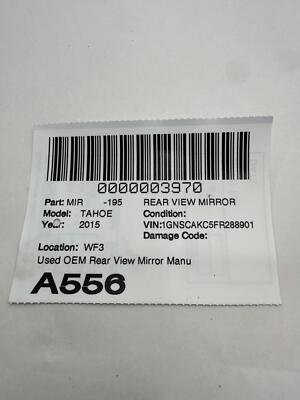 0000003970
Part: MIR -195 REAR VIEW MIRROR
Model: TAHOE Condition:
Year: 2015 VIN:1GNSCAKC5FR288901
Damage Code:
Location: WF3
Used OEM Rear View Mirror Manu
A556